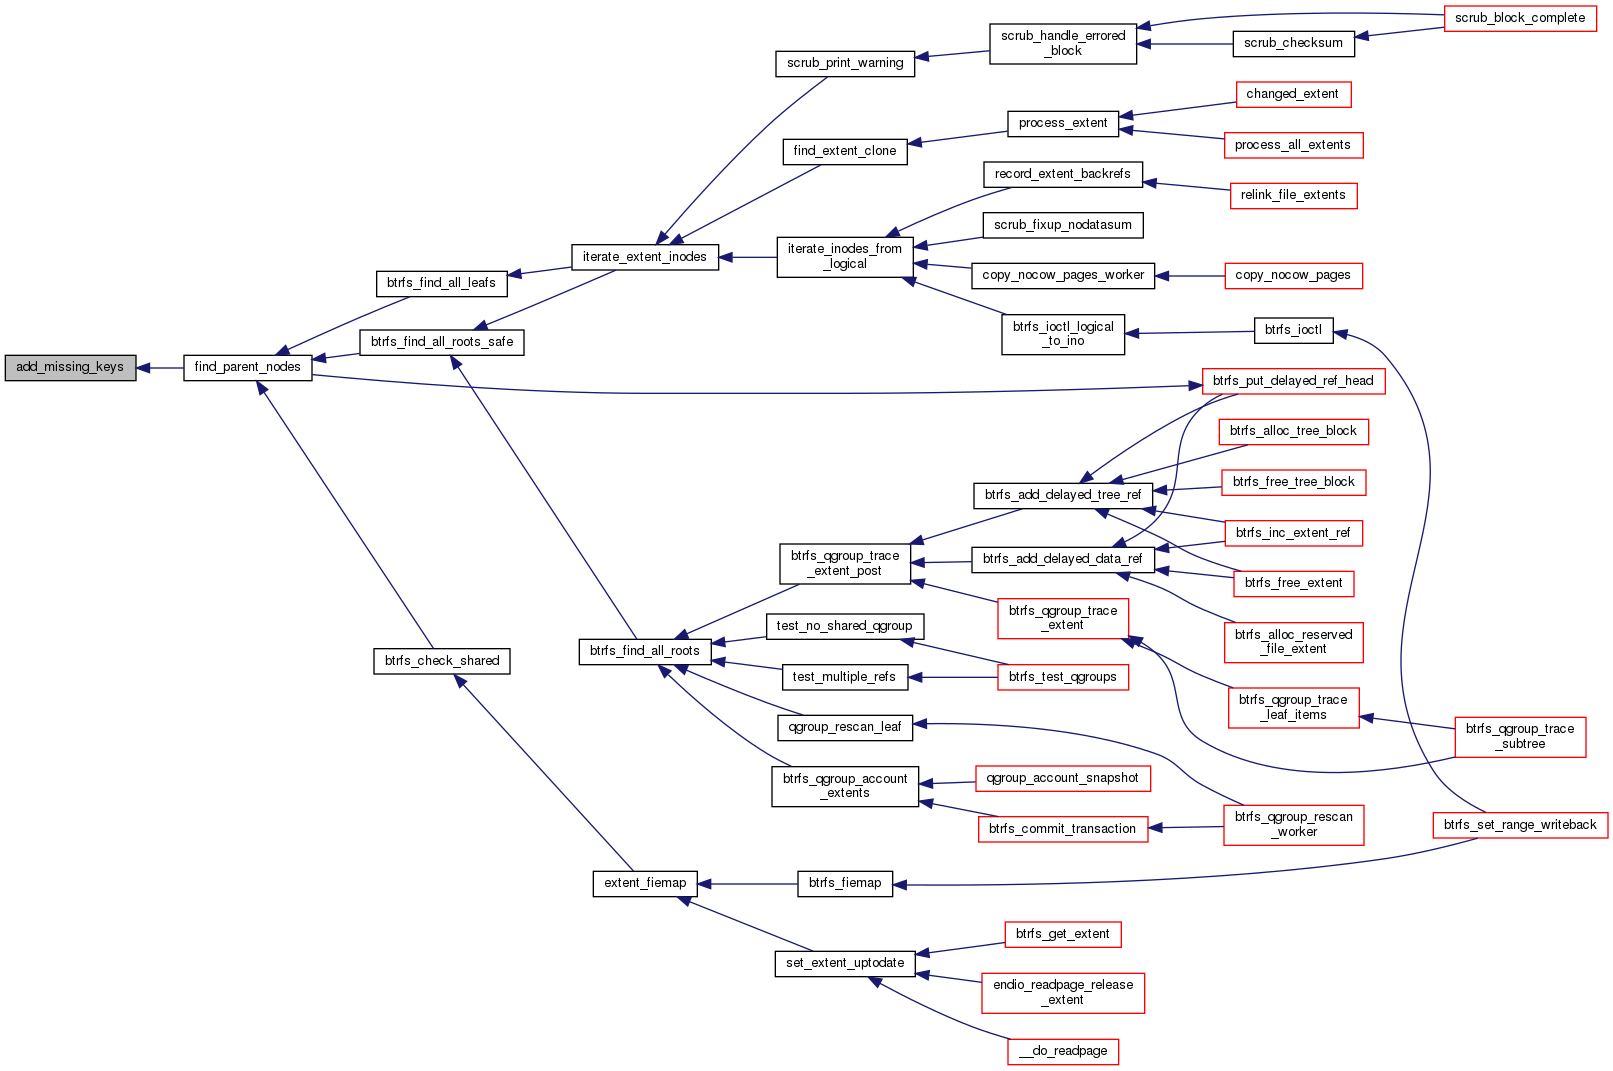 scrub_block_complete
scrub_handle_errored
_block
scrub_checksum
scrub_print_warning
changed_extent
process_extent
process_all_extents
find_extent_clone
record_extent_backrefs
relink_file_extents
scrub_fixup_nodatasum
iterate_extent_inodes
iterate_inodes_from
_logical
copy_nocow_pages_worker
copy_nocow_pages
btrfs_find_all_leafs
btrfs_ioctl_logical
_to_ino
btrfs_ioctl
btrfs_find_all_roots_safe
add_missing_keys
find_parent_nodes
btrfs_put_delayed_ref_head
btrfs_alloc_tree_block
btrfs_free_tree_block
btrfs_add_delayed_tree_ref
btrfs_inc_extent_ref
btrfs_qgroup_trace
_extent_post
btrfs_add_delayed_data_ref
btrfs_free_extent
btrfs_qgroup_trace
_extent
test_no_shared_qgroup
btrfs_alloc_reserved
_file_extent
btrfs_find_all_roots
btrfs_check_shared
test_multiple_refs
btrfs_test_qgroups
btrfs_qgroup_trace
_leaf_items
qgroup_rescan_leaf
btrfs_qgroup_trace
_subtree
btrfs_qgroup_account
_extents
qgroup_account_snapshot
btrfs_commit_transaction
btrfs_qgroup_rescan
_worker
btrfs_set_range_writeback
extent_fiemap
btrfs_fiemap
btrfs_get_extent
set_extent_uptodate
endio_readpage_release
_extent
__do_readpage